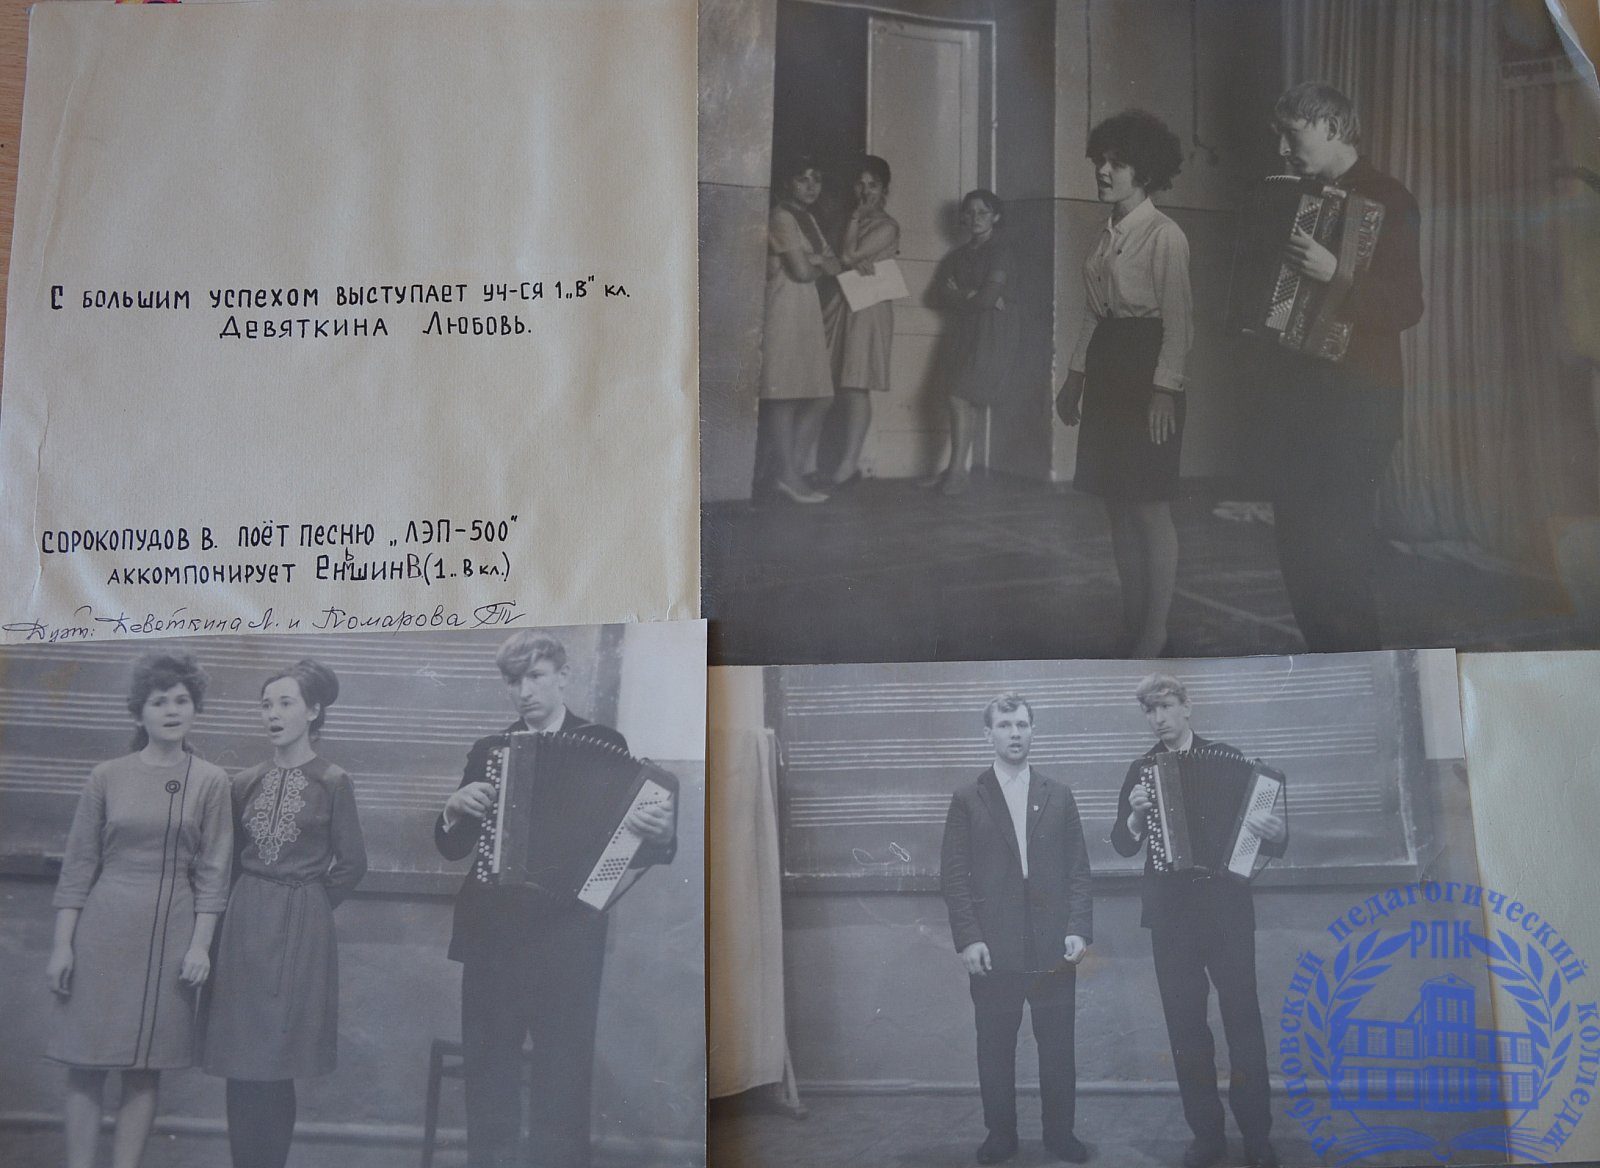 С БОЛЬШИМ УСПЕХОМ ВЫСТУПАЕТ УЧ-СЯ 1„В" КЛ.
ДЕВЯТКИНА ЛЮБОВЬ.
СОРОКОПУДОВ В. ПОЁТ ПЕСНЮ „ЛЭП-500"
АККОМПОНИРУЕТ ЕНЬШИН В (1„В КЛ.)
Дуэт: Девяткина Л. и Комарова Т
Рубцовский педагогический колледж
РПК